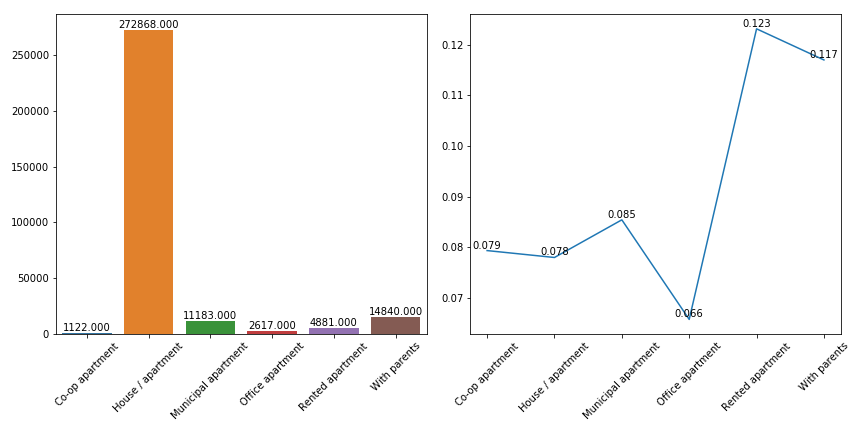 272868.000
250000
200000
150000
100000
50000
0
1122.000
11183.000
2617.000
4881.000
14840.000
Co-op apartment
House / apartment
Municipal apartment
Office apartment
Rented apartment
With parents
0.12
0.11
0.10
0.09
0.08
0.07
0.079
0.078
0.085
0.066
0.123
0.117
Co-op apartment
House / apartment
Municipal apartment
Office apartment
Rented apartment
With parents